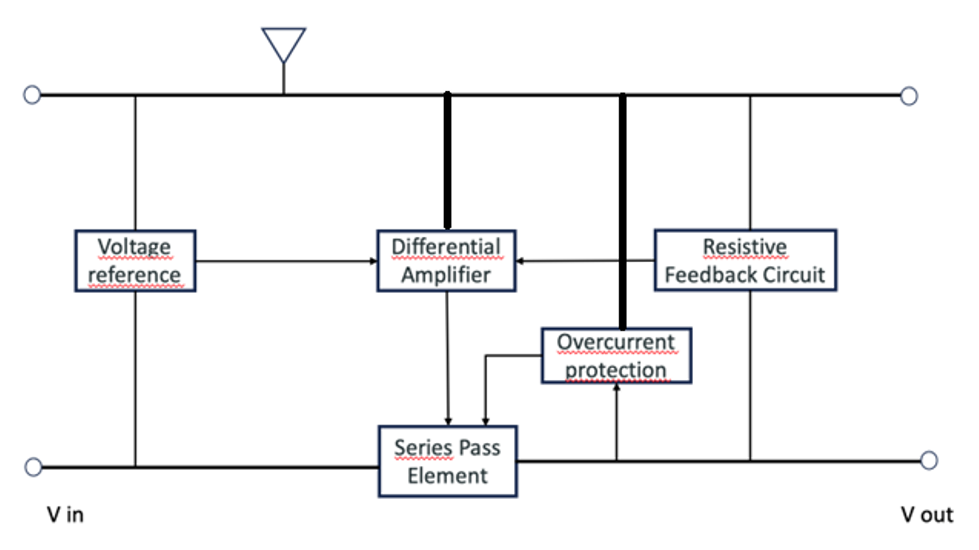 Voltage
reference
Differential
Amplifier
Resistive
Feedback Circuit
Overcurrent
protection
Series Pass
Element
V in
V out